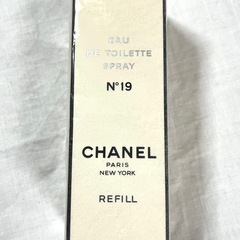 EAU
DE TOILETTE
SPRAY
N°19
CHANEL
PARIS
NEW YORK
REFILL